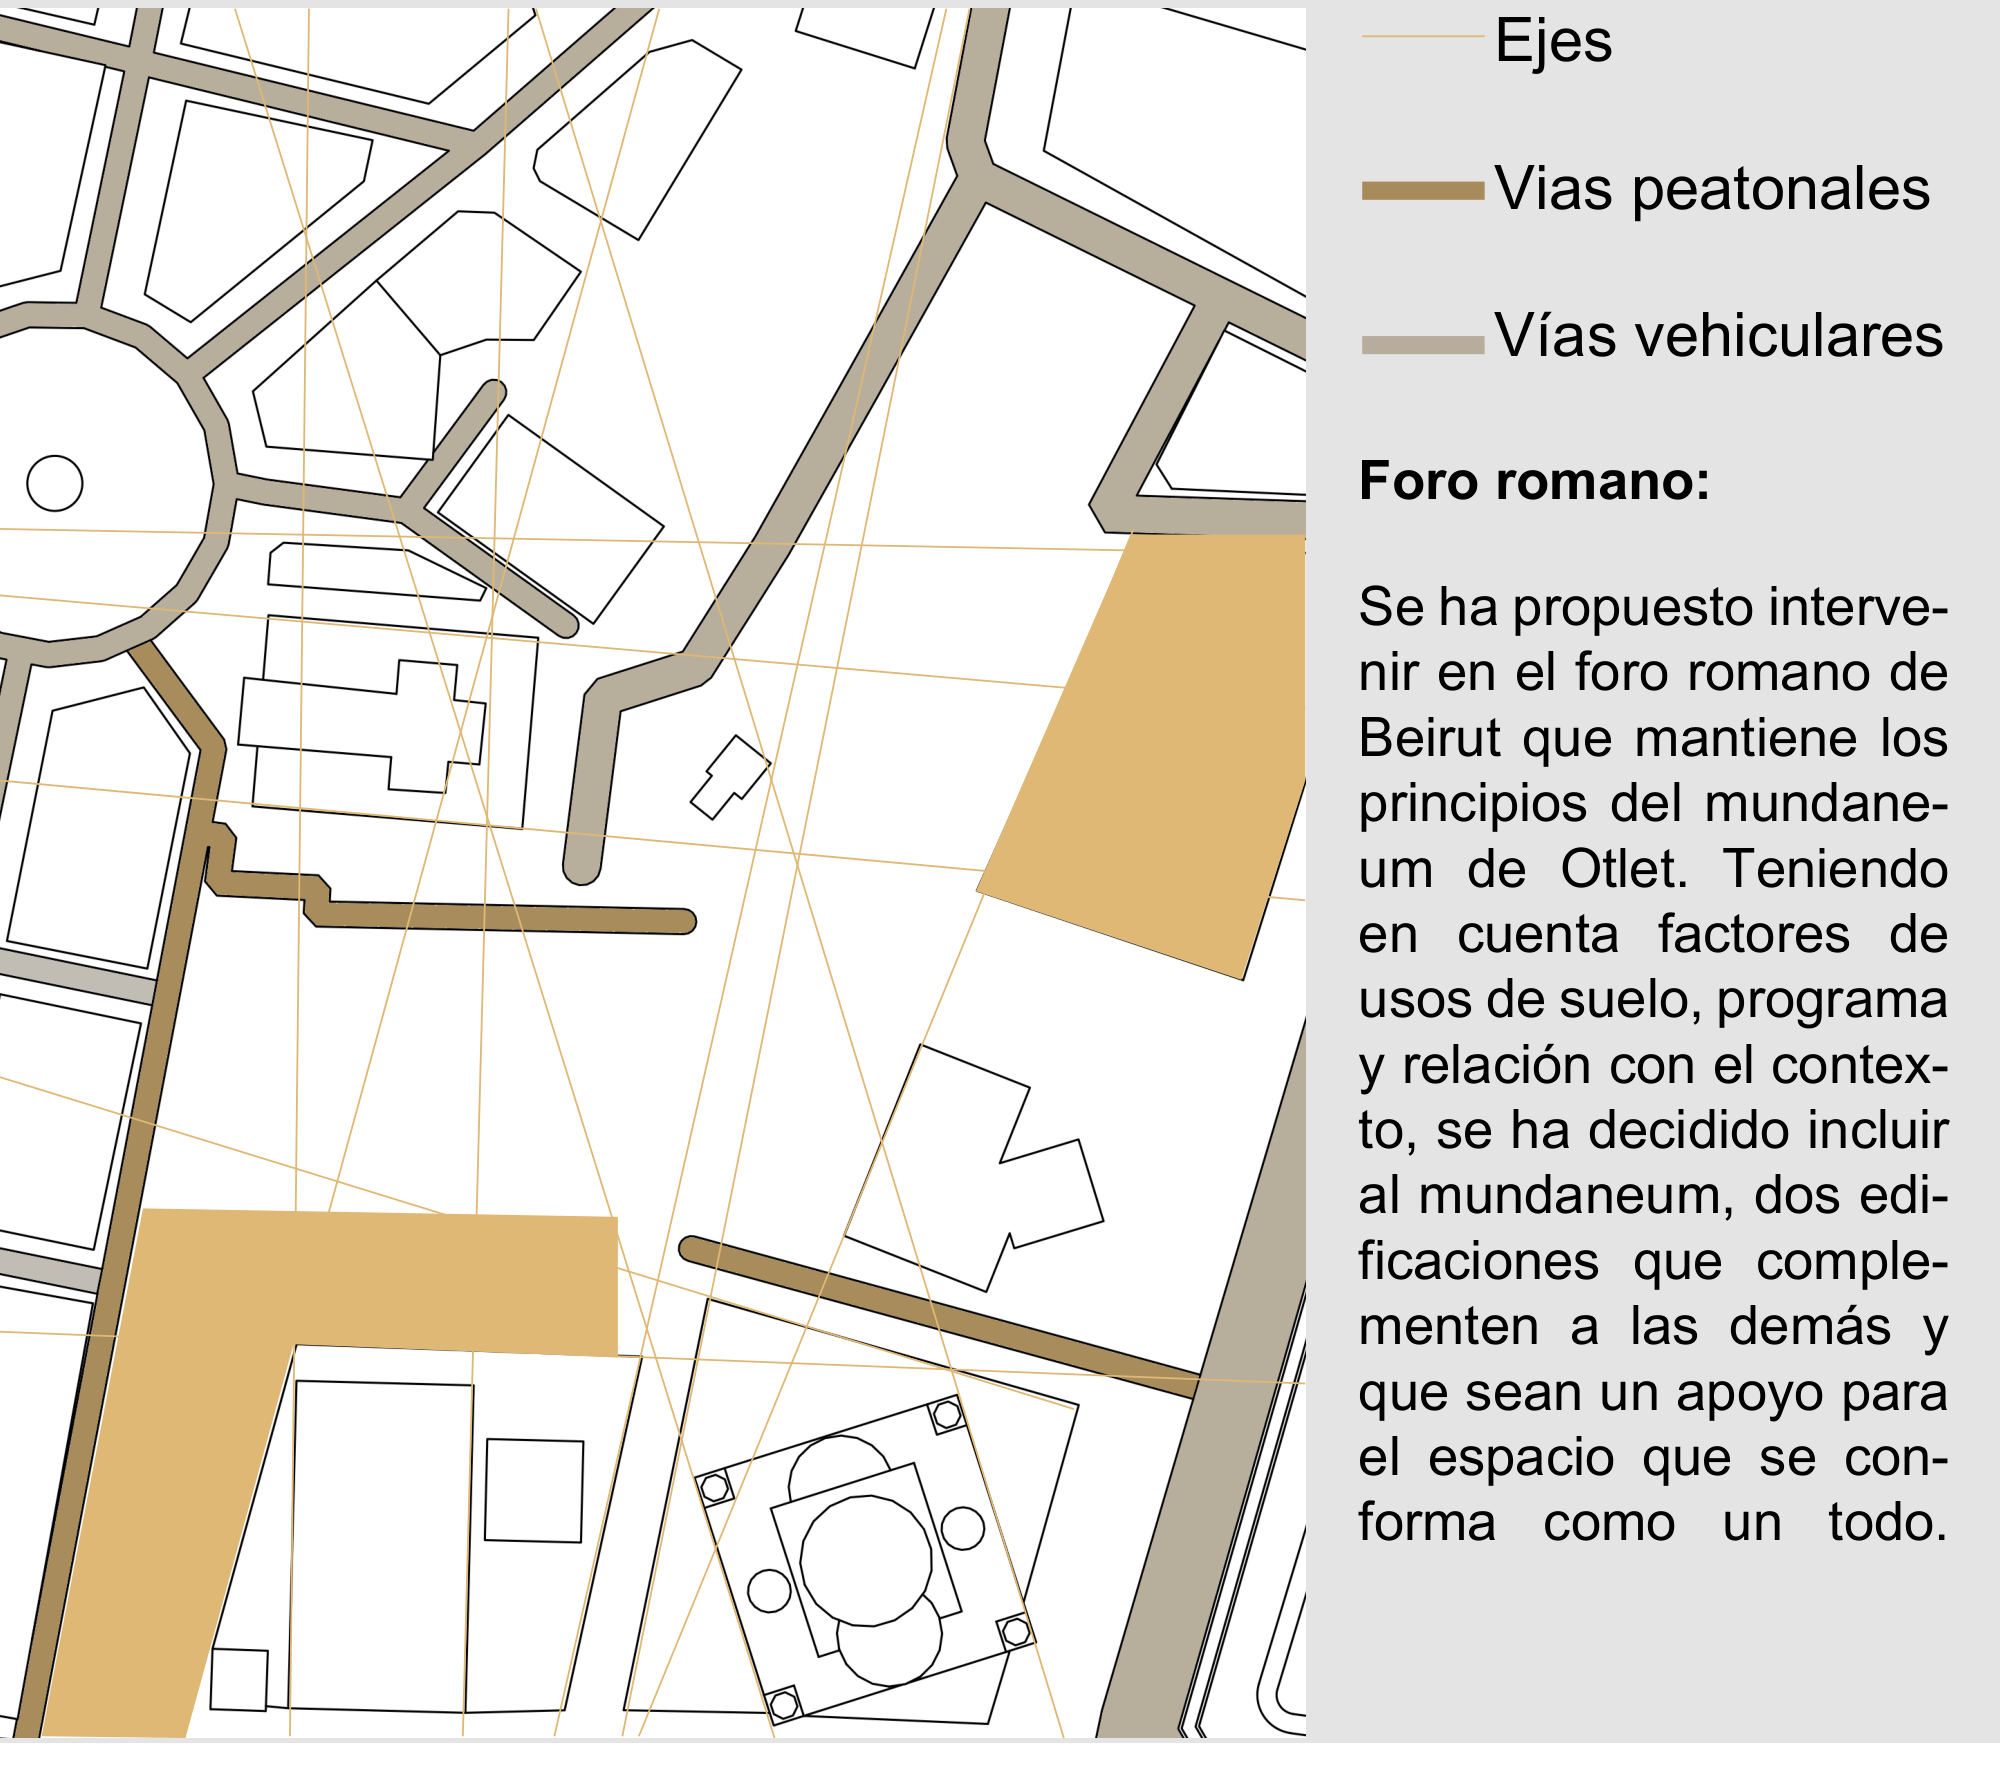 Ejes
Vias peatonales
Vías vehiculares
Foro romano:
Se ha propuesto interve-
nir en el foro romano de
Beirut que mantiene los
principios del mundane-
um de Otlet. Teniendo
en cuenta factores de
usos de suelo, programa
y relación con el contex-
to, se ha decidido incluir
al mundaneum, dos edi-
ficaciones que comple-
menten a las demás y
que sean un apoyo para
el espacio que se con-
forma como un todo.